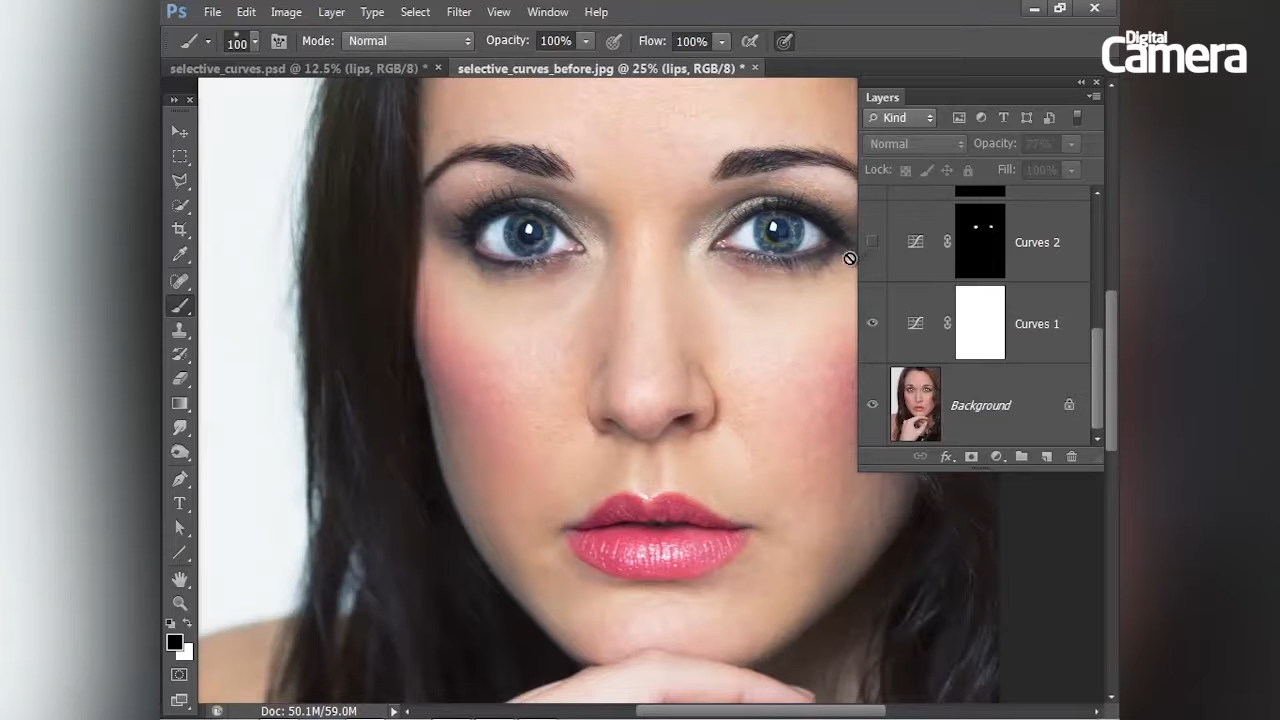 Ps File Edit Image Layer Type Select Filter View Window Help
100 Mode: Normal Opacity: 100% Flow: 100%
Digital
Camera
selective_curves.psd @ 12.5% (lips, RGB/8) * × selective_curves_before.jpg @ 25% (lips, RGB/8) * ×
Layers
Kind
Normal Opacity: 77%
Lock: Fill: 100%
Curves 2
Curves 1
Background
fx
Doc: 50.1M/59.0M